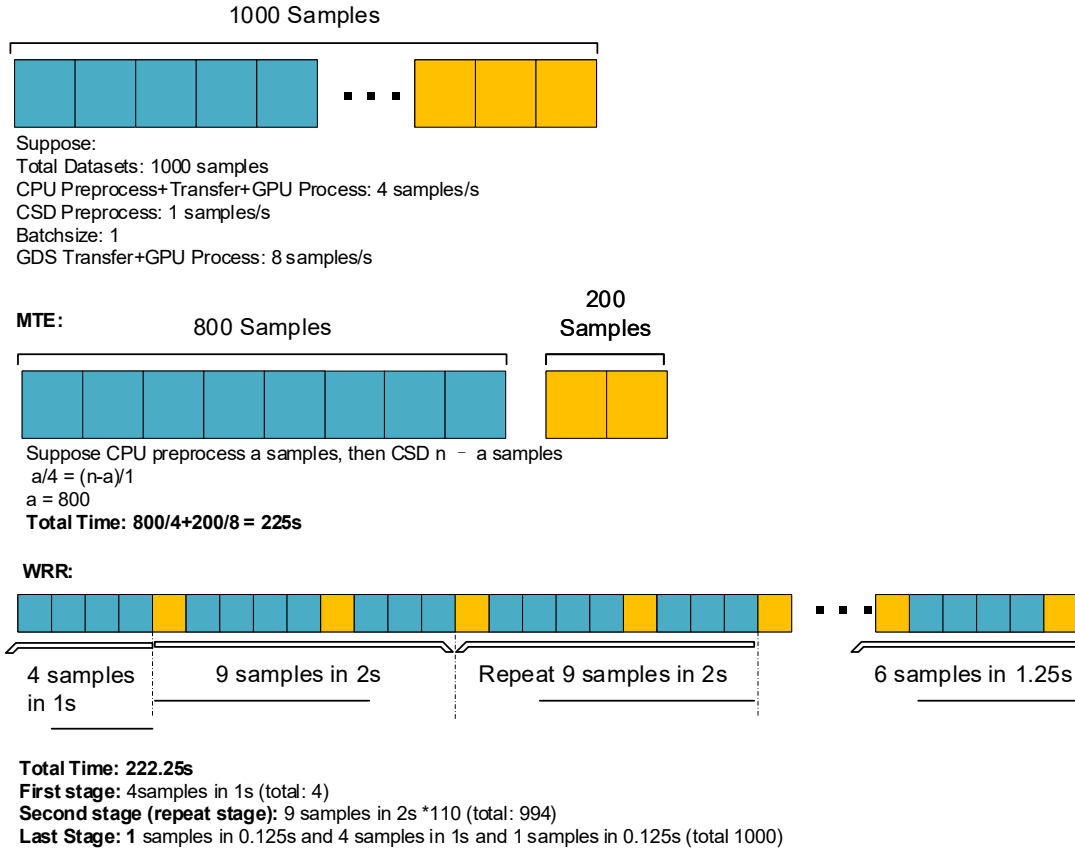 1000 Samples
Suppose:
Total Datasets: 1000 samples
CPU Preprocess+Transfer+GPU Process: 4 samples/s
CSD Preprocess: 1 samples/s
Batchsize: 1
GDS Transfer+GPU Process: 8 samples/s
MTE:
800 Samples
200
Samples
Suppose CPU preprocess a samples, then CSD n - a samples
a/4 = (n-a)/1
a = 800
Total Time: 800/4+200/8 = 225s
WRR:
4 samples
in 1s
9 samples in 2s
Repeat 9 samples in 2s
6 samples in 1.25s
Total Time: 222.25s
First stage: 4samples in 1s (total: 4)
Second stage (repeat stage): 9 samples in 2s *110 (total: 994)
Last Stage: 1 samples in 0.125s and 4 samples in 1s and 1 samples in 0.125s (total 1000)